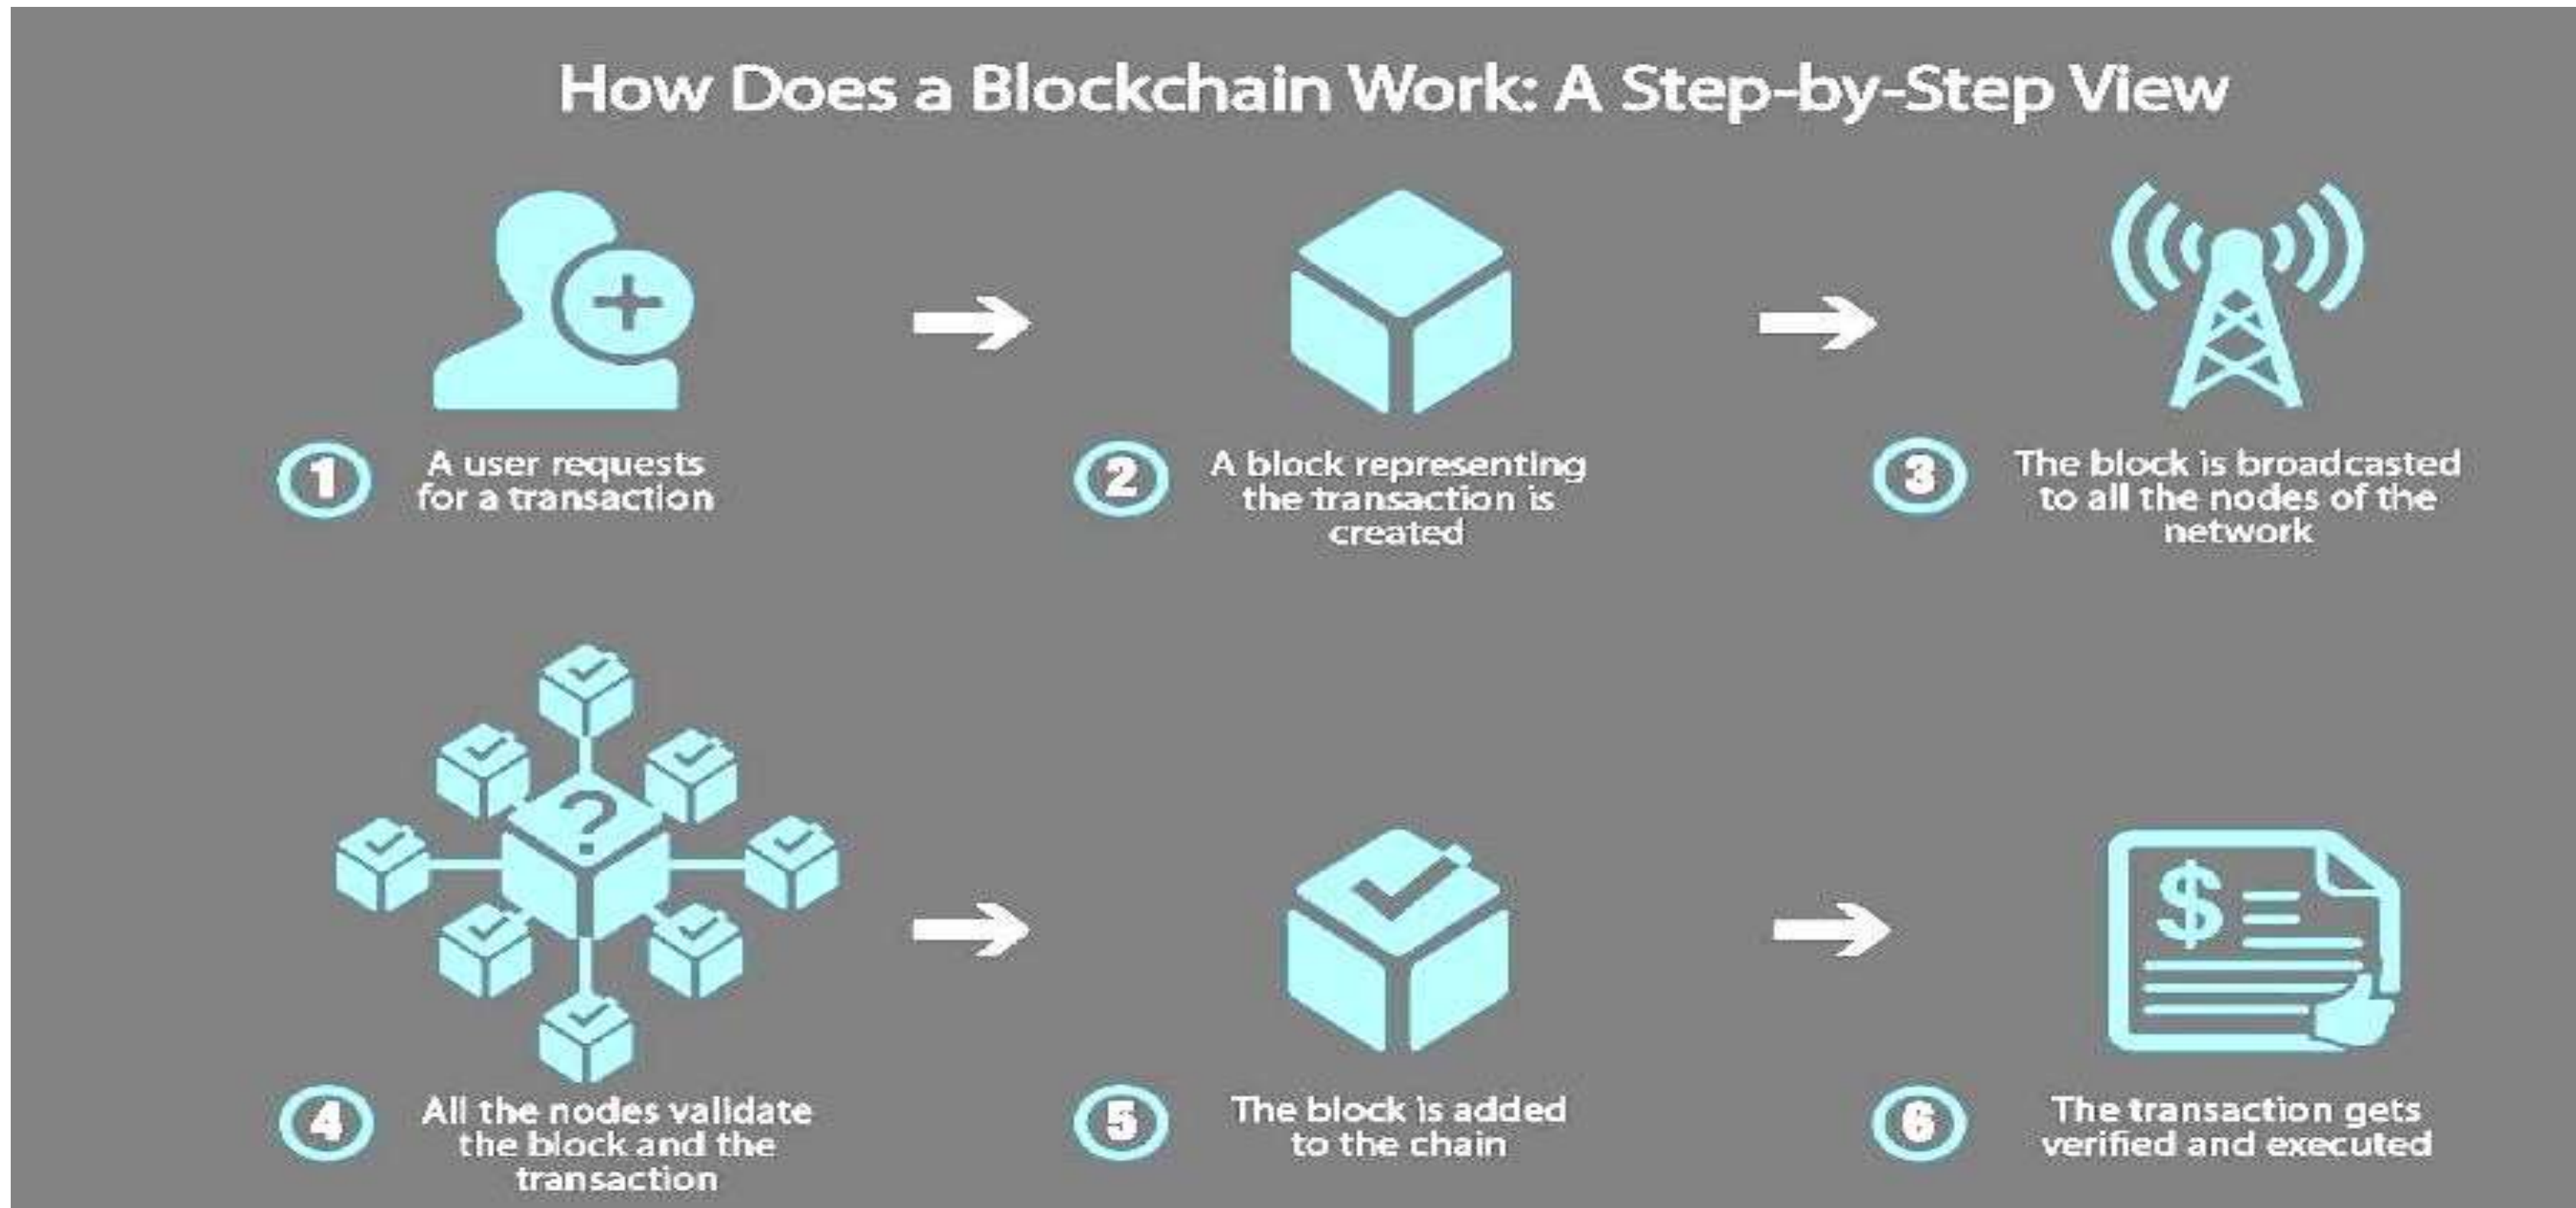 How Does a Blockchain Work: A Step-by-Step View
1
A user requests
for a transaction
2
A block representing
the transaction is
created
3
The block is broadcasted
to all the nodes of the
network
?
4
All the nodes validate
the block and the
transaction
5
The block is added
to the chain
$
6
The transaction gets
verified and executed